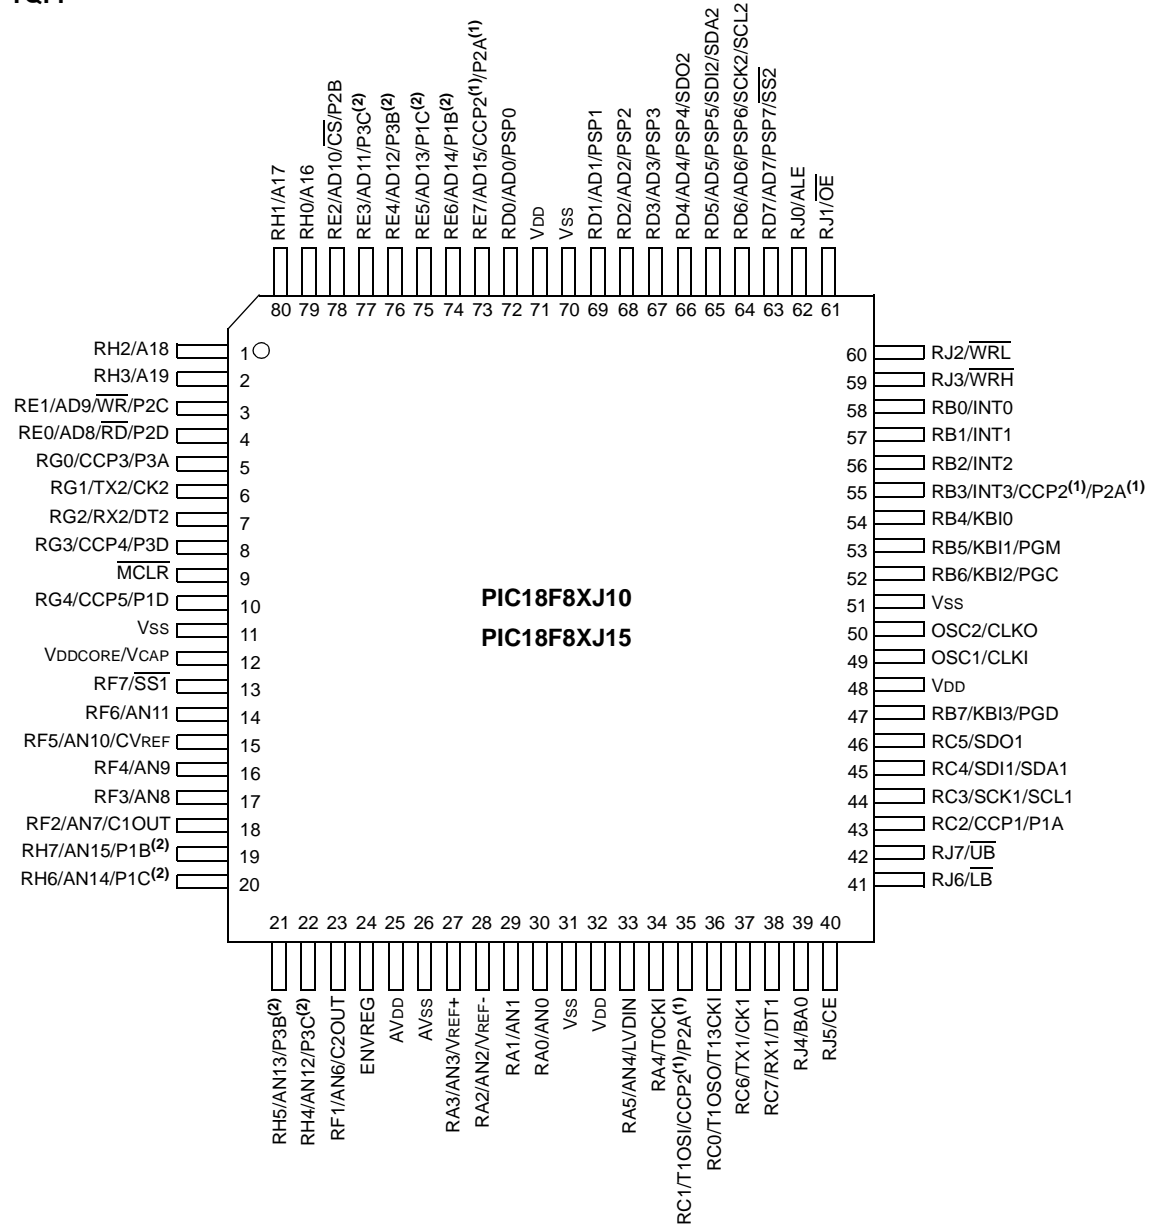 RH1/A17
RH0/A16
RE2/AD10/CS/P2B
RE3/AD11/P3C(2)
RE4/AD12/P3B(2)
RE5/AD13/P1C(2)
RE6/AD14/P1B(2)
RE7/AD15/CCP2(1)/P2A(1)
RD0/AD0/PSP0
VDD
VSS
RD1/AD1/PSP1
RD2/AD2/PSP2
RD3/AD3/PSP3
RD4/AD4/PSP4/SDO2
RD5/AD5/PSP5/SDI2/SDA2
RD6/AD6/PSP6/SCK2/SCL2
RD7/AD7/PSP7/SS2
RJ0/ALE
RJ1/OE
80 79 78 77 76 75 74 73 72 71 70 69 68 67 66 65 64 63 62 61
RH2/A18 1
RH3/A19 2
RE1/AD9/WR/P2C 3
RE0/AD8/RD/P2D 4
RG0/CCP3/P3A 5
RG1/TX2/CK2 6
RG2/RX2/DT2 7
RG3/CCP4/P3D 8
MCLR 9
RG4/CCP5/P1D 10
VSS 11
VDDCORE/VCAP 12
RF7/SS1 13
RF6/AN11 14
RF5/AN10/CVREF 15
RF4/AN9 16
RF3/AN8 17
RF2/AN7/C1OUT 18
RH7/AN15/P1B(2) 19
RH6/AN14/P1C(2) 20
PIC18F8XJ10
PIC18F8XJ15
60 RJ2/WRL
59 RJ3/WRH
58 RB0/INT0
57 RB1/INT1
56 RB2/INT2
55 RB3/INT3/CCP2(1)/P2A(1)
54 RB4/KBI0
53 RB5/KBI1/PGM
52 RB6/KBI2/PGC
51 VSS
50 OSC2/CLKO
49 OSC1/CLKI
48 VDD
47 RB7/KBI3/PGD
46 RC5/SDO1
45 RC4/SDI1/SDA1
44 RC3/SCK1/SCL1
43 RC2/CCP1/P1A
42 RJ7/UB
41 RJ6/LB
21 22 23 24 25 26 27 28 29 30 31 32 33 34 35 36 37 38 39 40
RH5/AN13/P3B(2)
RH4/AN12/P3C(2)
RF1/AN6/C2OUT
ENVREG
AVDD
AVSS
RA3/AN3/VREF+
RA2/AN2/VREF-
RA1/AN1
RA0/AN0
VSS
VDD
RA5/AN4/LVDIN
RA4/T0CKI
RC1/T1OSI/CCP2(1)/P2A(1)
RC0/T1OSO/T13CKI
RC6/TX1/CK1
RC7/RX1/DT1
RJ4/BA0
RJ5/CE